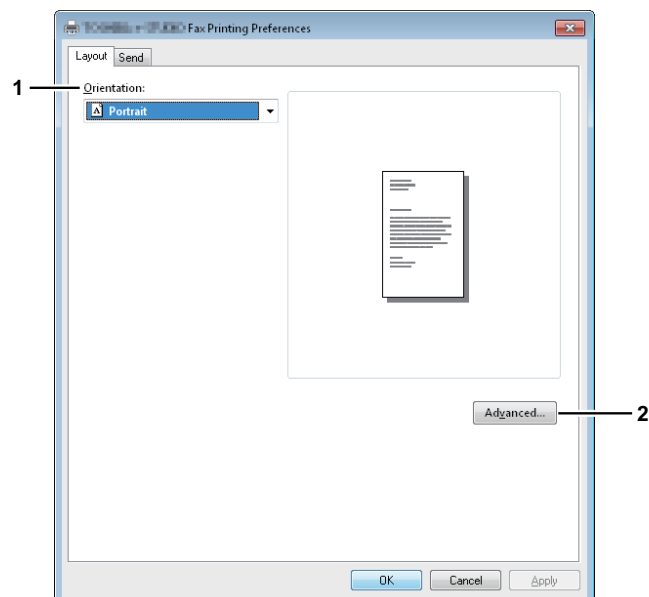 Fax Printing Preferences
Layout Send
1
Orientation:
A Portrait
Advanced...
2
OK Cancel Apply